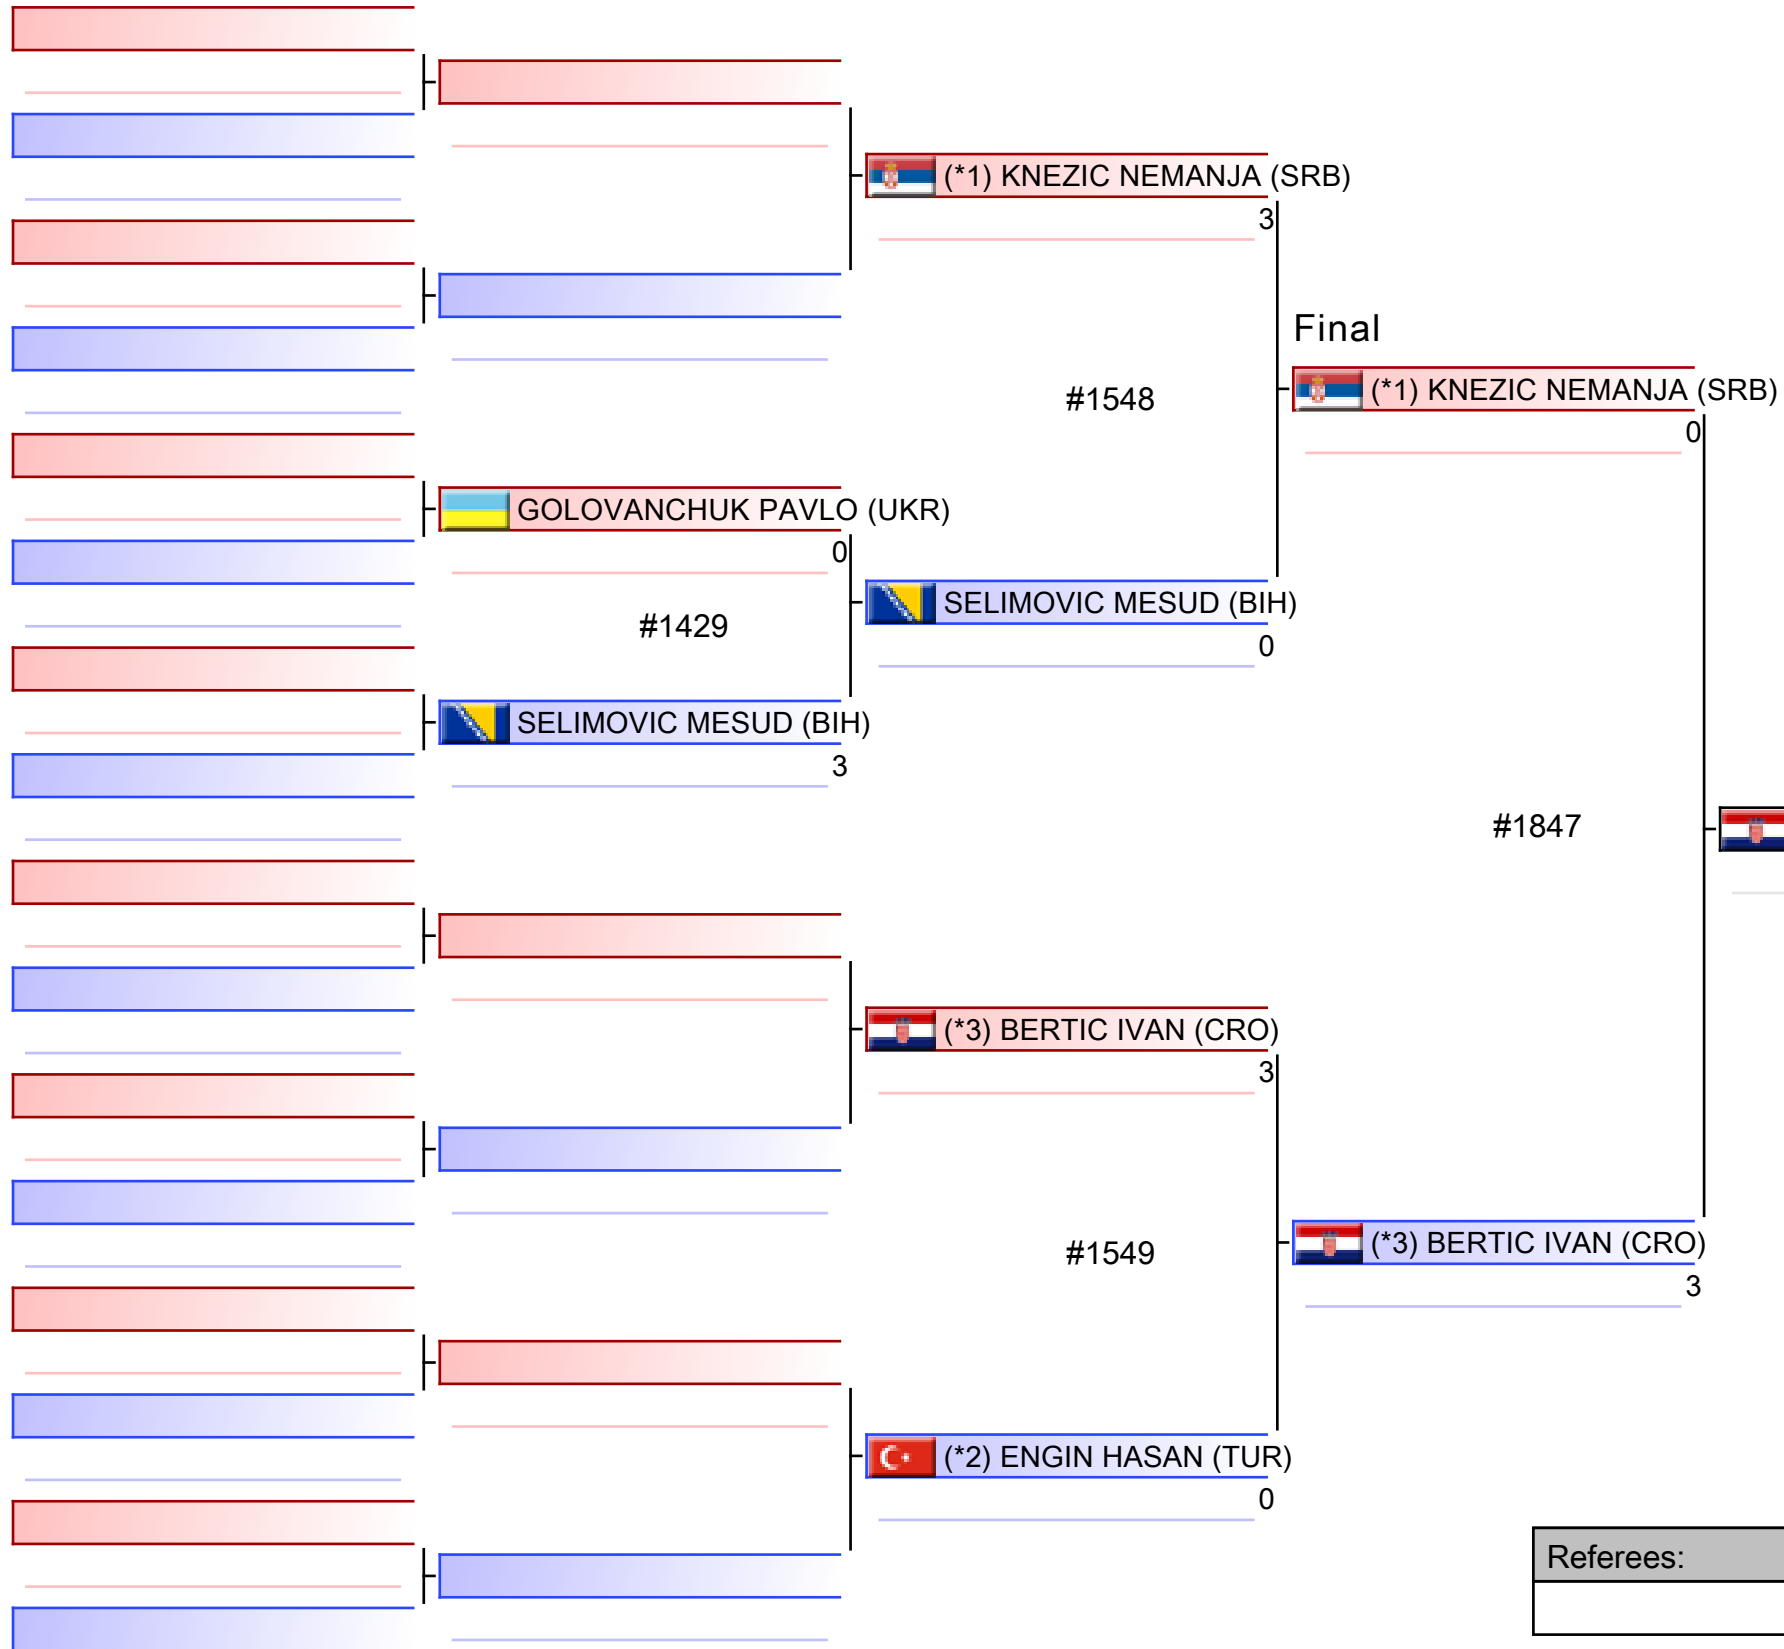 (*1) KNEZIC NEMANJA (SRB)
3
Final
#1548
(*1) KNEZIC NEMANJA (SRB)
0
GOLOVANCHUK PAVLO (UKR)
0
#1429
SELIMOVIC MESUD (BIH)
0
SELIMOVIC MESUD (BIH)
3
#1847
(*3) BERTIC IVAN (CRO)
3
#1549
(*3) BERTIC IVAN (CRO)
3
(*2) ENGIN HASAN (TUR)
0
Referees: